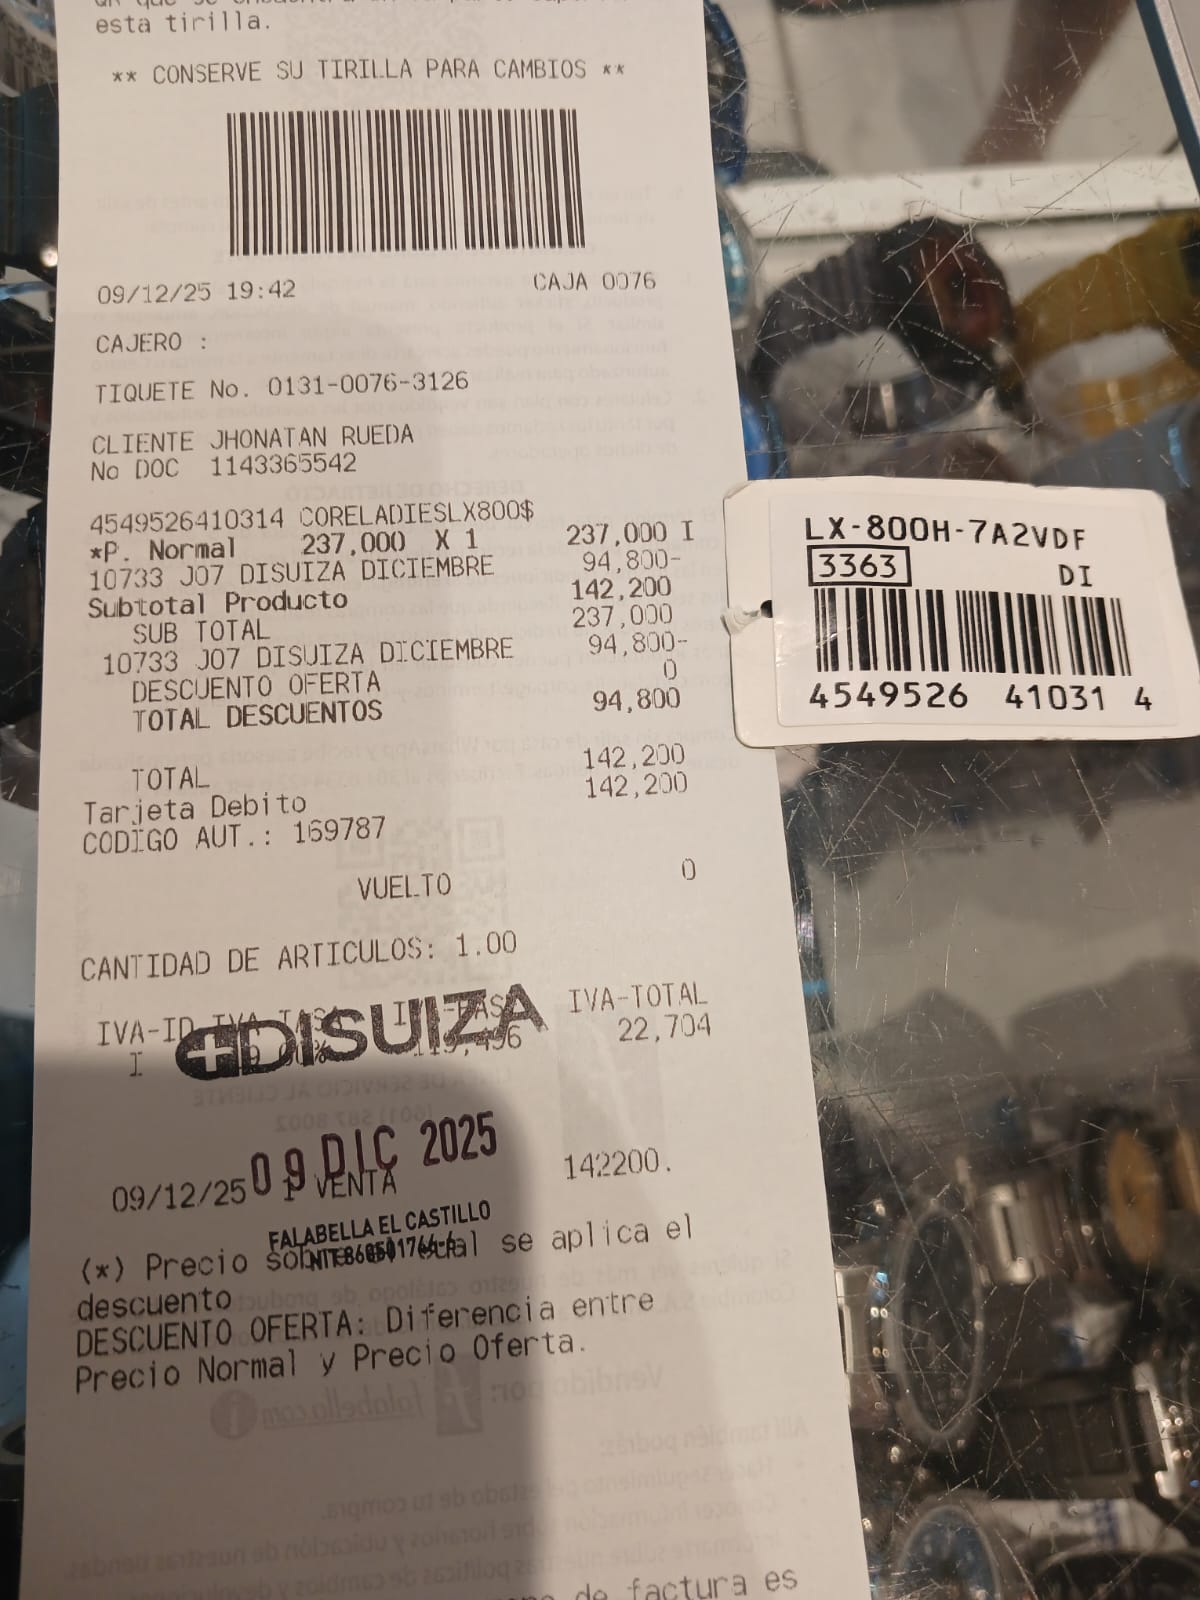 esta tirilla.
** CONSERVE SU TIRILLA PARA CAMBIOS **
09/12/25 19:42 CAJA 0076
CAJERO :
TIQUETE No. 0131-0076-3126
CLIENTE JHONATAN RUEDA
No DOC 1143365542
4549526410314 CORELADIESLX800$
*P. Normal 237,000 X 1 237,000 I
10733 J07 DISUIZA DICIEMBRE 94,800-
Subtotal Producto 142,200
SUB TOTAL 237,000
10733 J07 DISUIZA DICIEMBRE 94,800-
DESCUENTO OFERTA 0
TOTAL DESCUENTOS 94,800
TOTAL 142,200
Tarjeta Debito 142,200
CODIGO AUT.: 169787
VUELTO 0
CANTIDAD DE ARTICULOS: 1.00
IVA-ID IVA-TOTAL
I 22,704
DISUIZA
09 DIC 2025
09/12/25 VENTA 142200.
FALABELLA EL CASTILLO
(*) Precio se aplica el
descuento
DESCUENTO OFERTA: Diferencia entre
Precio Normal y Precio Oferta.
de factura es
LX-800H-7A2VDF
3363 DI
4549526 41031 4